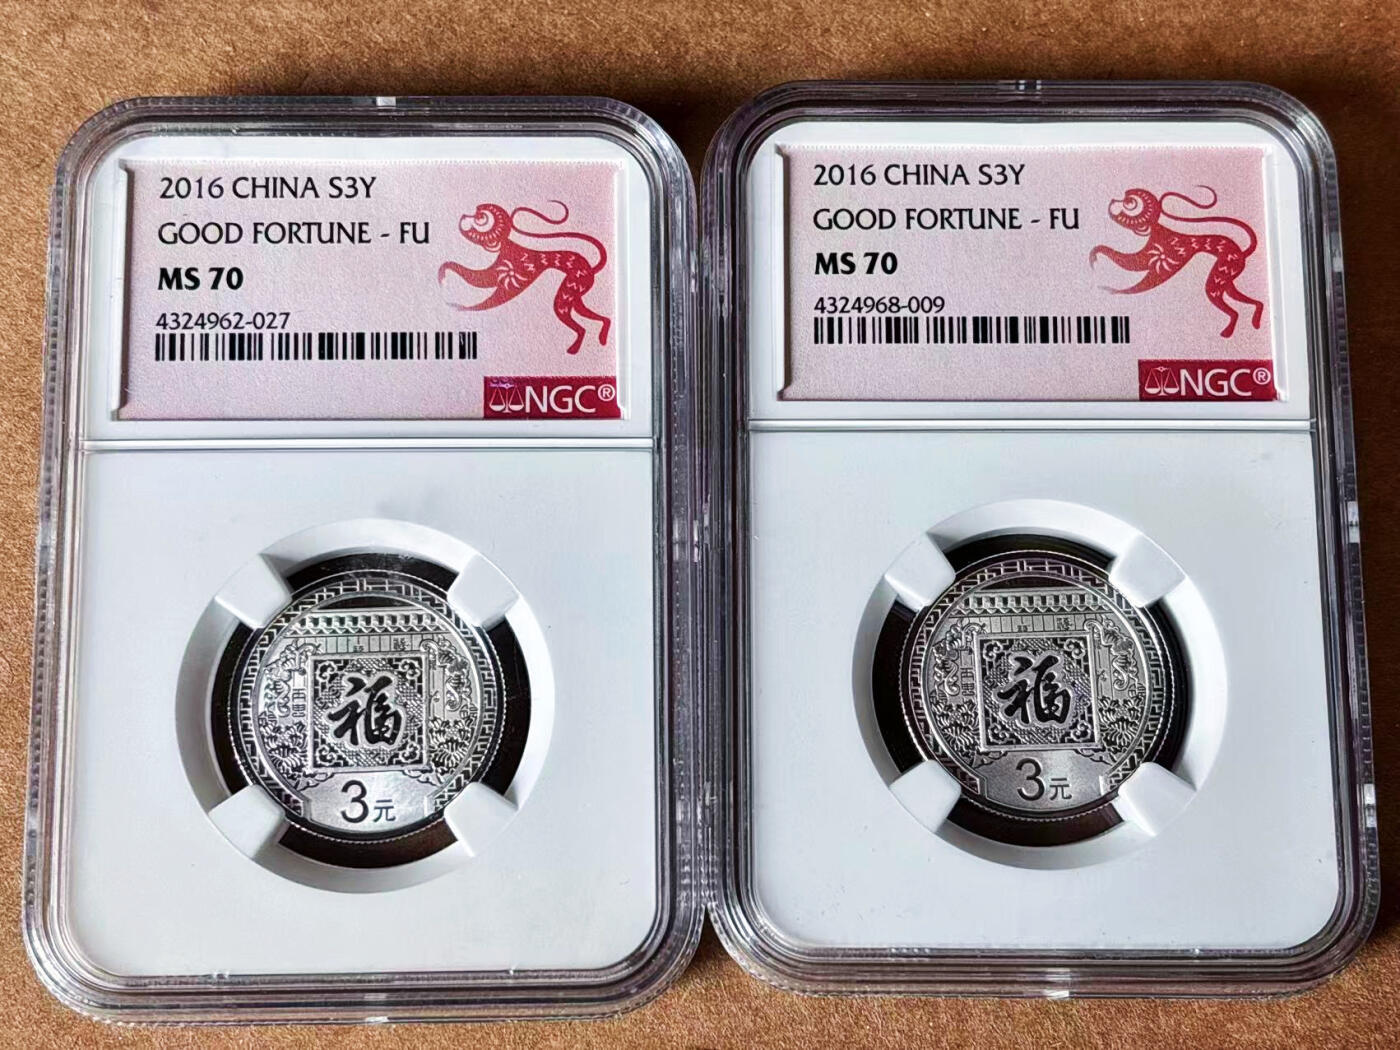 2016 CHINA S3Y
GOOD FORTUNE - FU
MS 70
4324962-027
NGC®
福
3元
2016 CHINA S3Y
GOOD FORTUNE - FU
MS 70
4324968-009
NGC®
福
3元